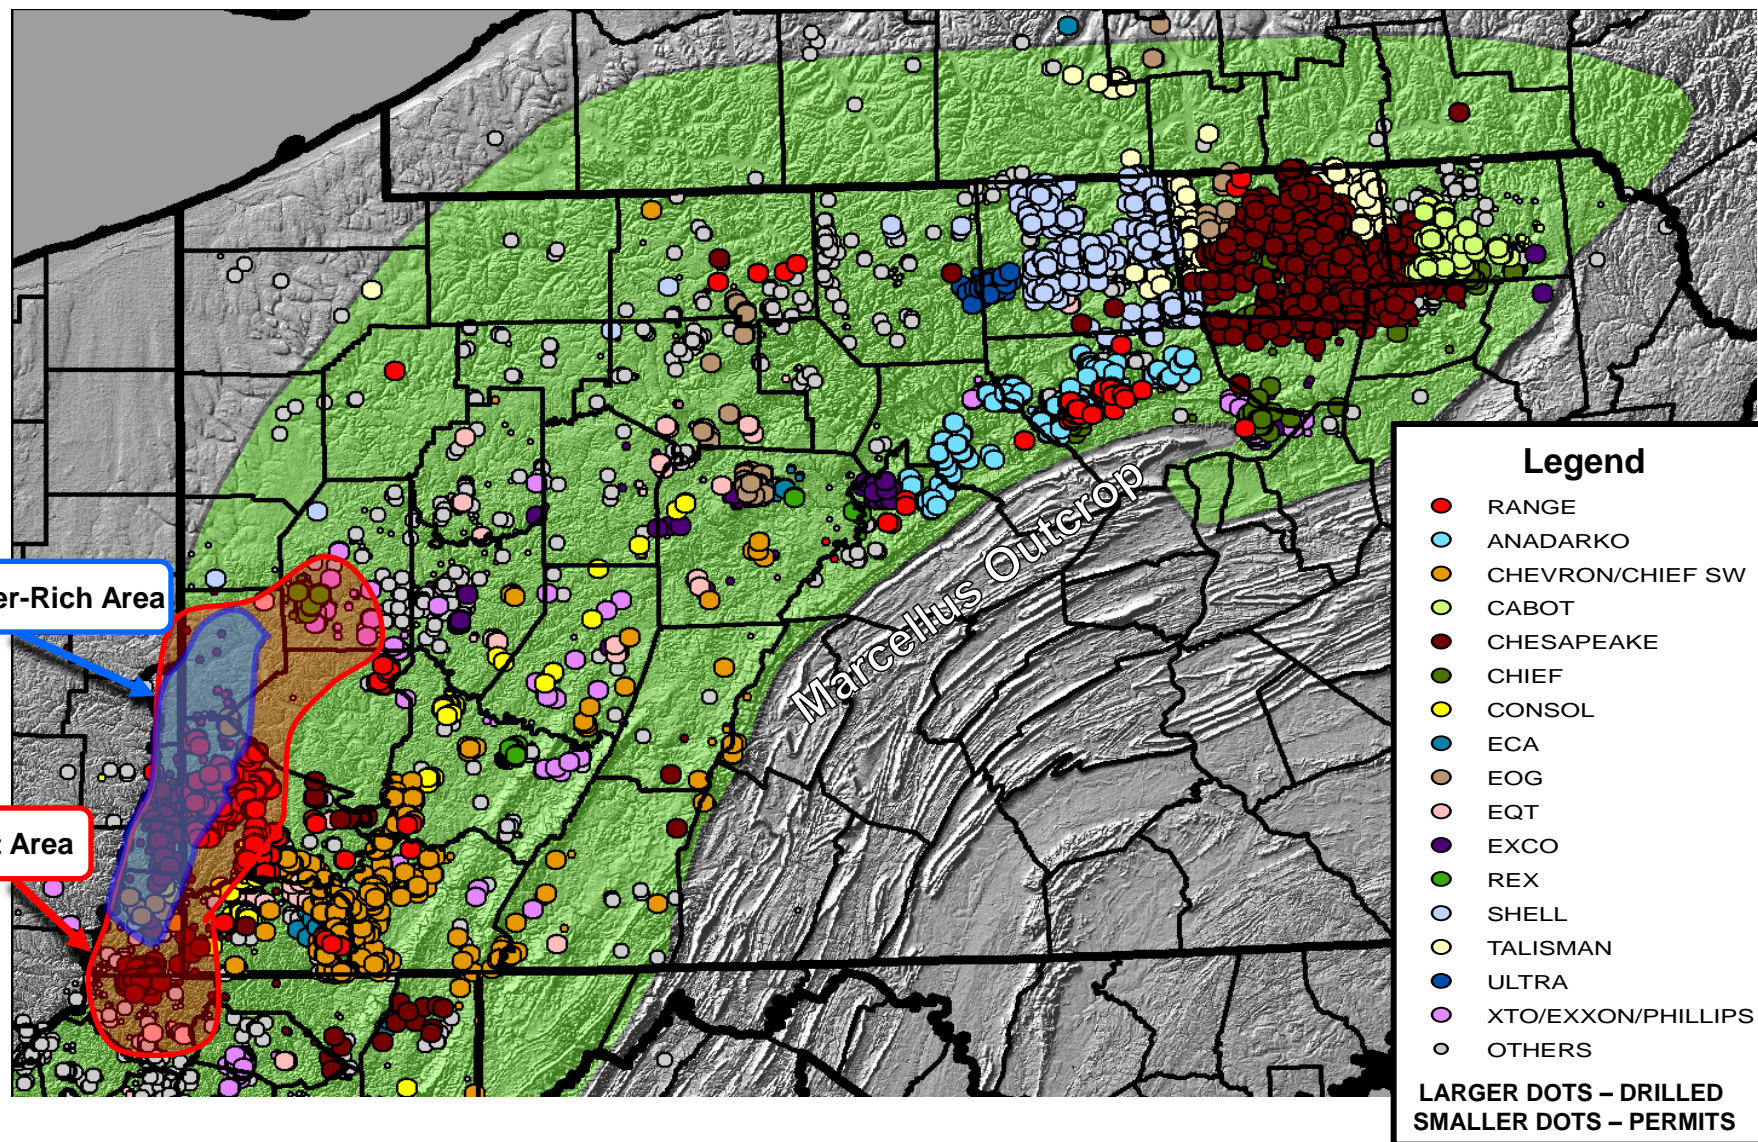 er-Rich Area
Area
Marcellus Outcrop
Legend
RANGE
ANADARKO
CHEVRON/CHIEF SW
CABOT
CHESAPEAKE
CHIEF
CONSOL
ECA
EOG
EQT
EXCO
REX
SHELL
TALISMAN
ULTRA
XTO/EXXON/PHILLIPS
OTHERS
LARGER DOTS – DRILLED
SMALLER DOTS – PERMITS